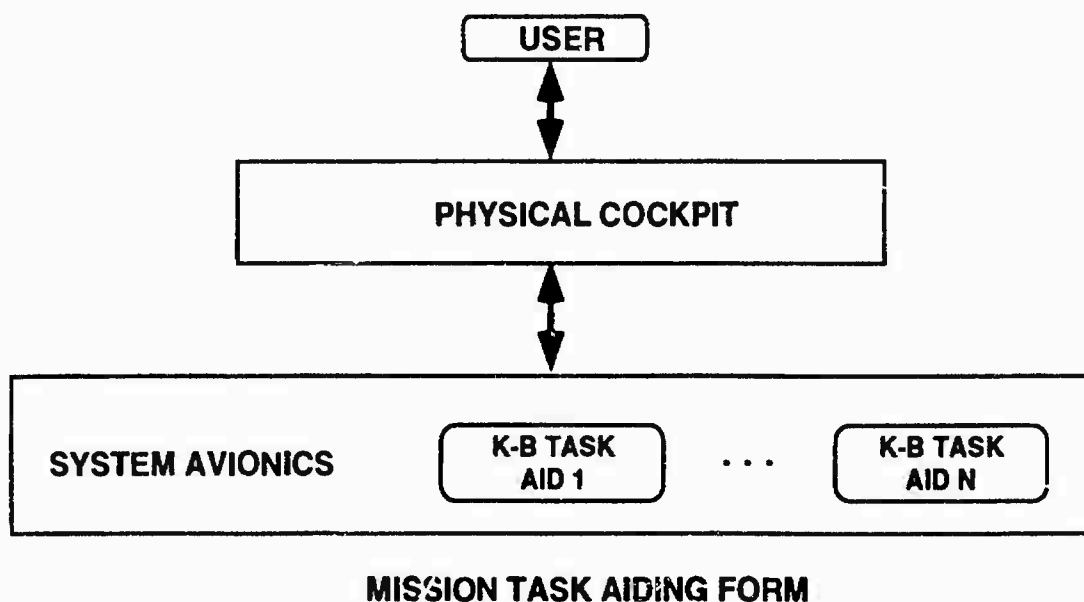 USER
PHYSICAL COCKPIT
SYSTEM AVIONICS
K-B TASK
AID 1
. . .
K-B TASK
AID N
MISSION TASK AIDING FORM